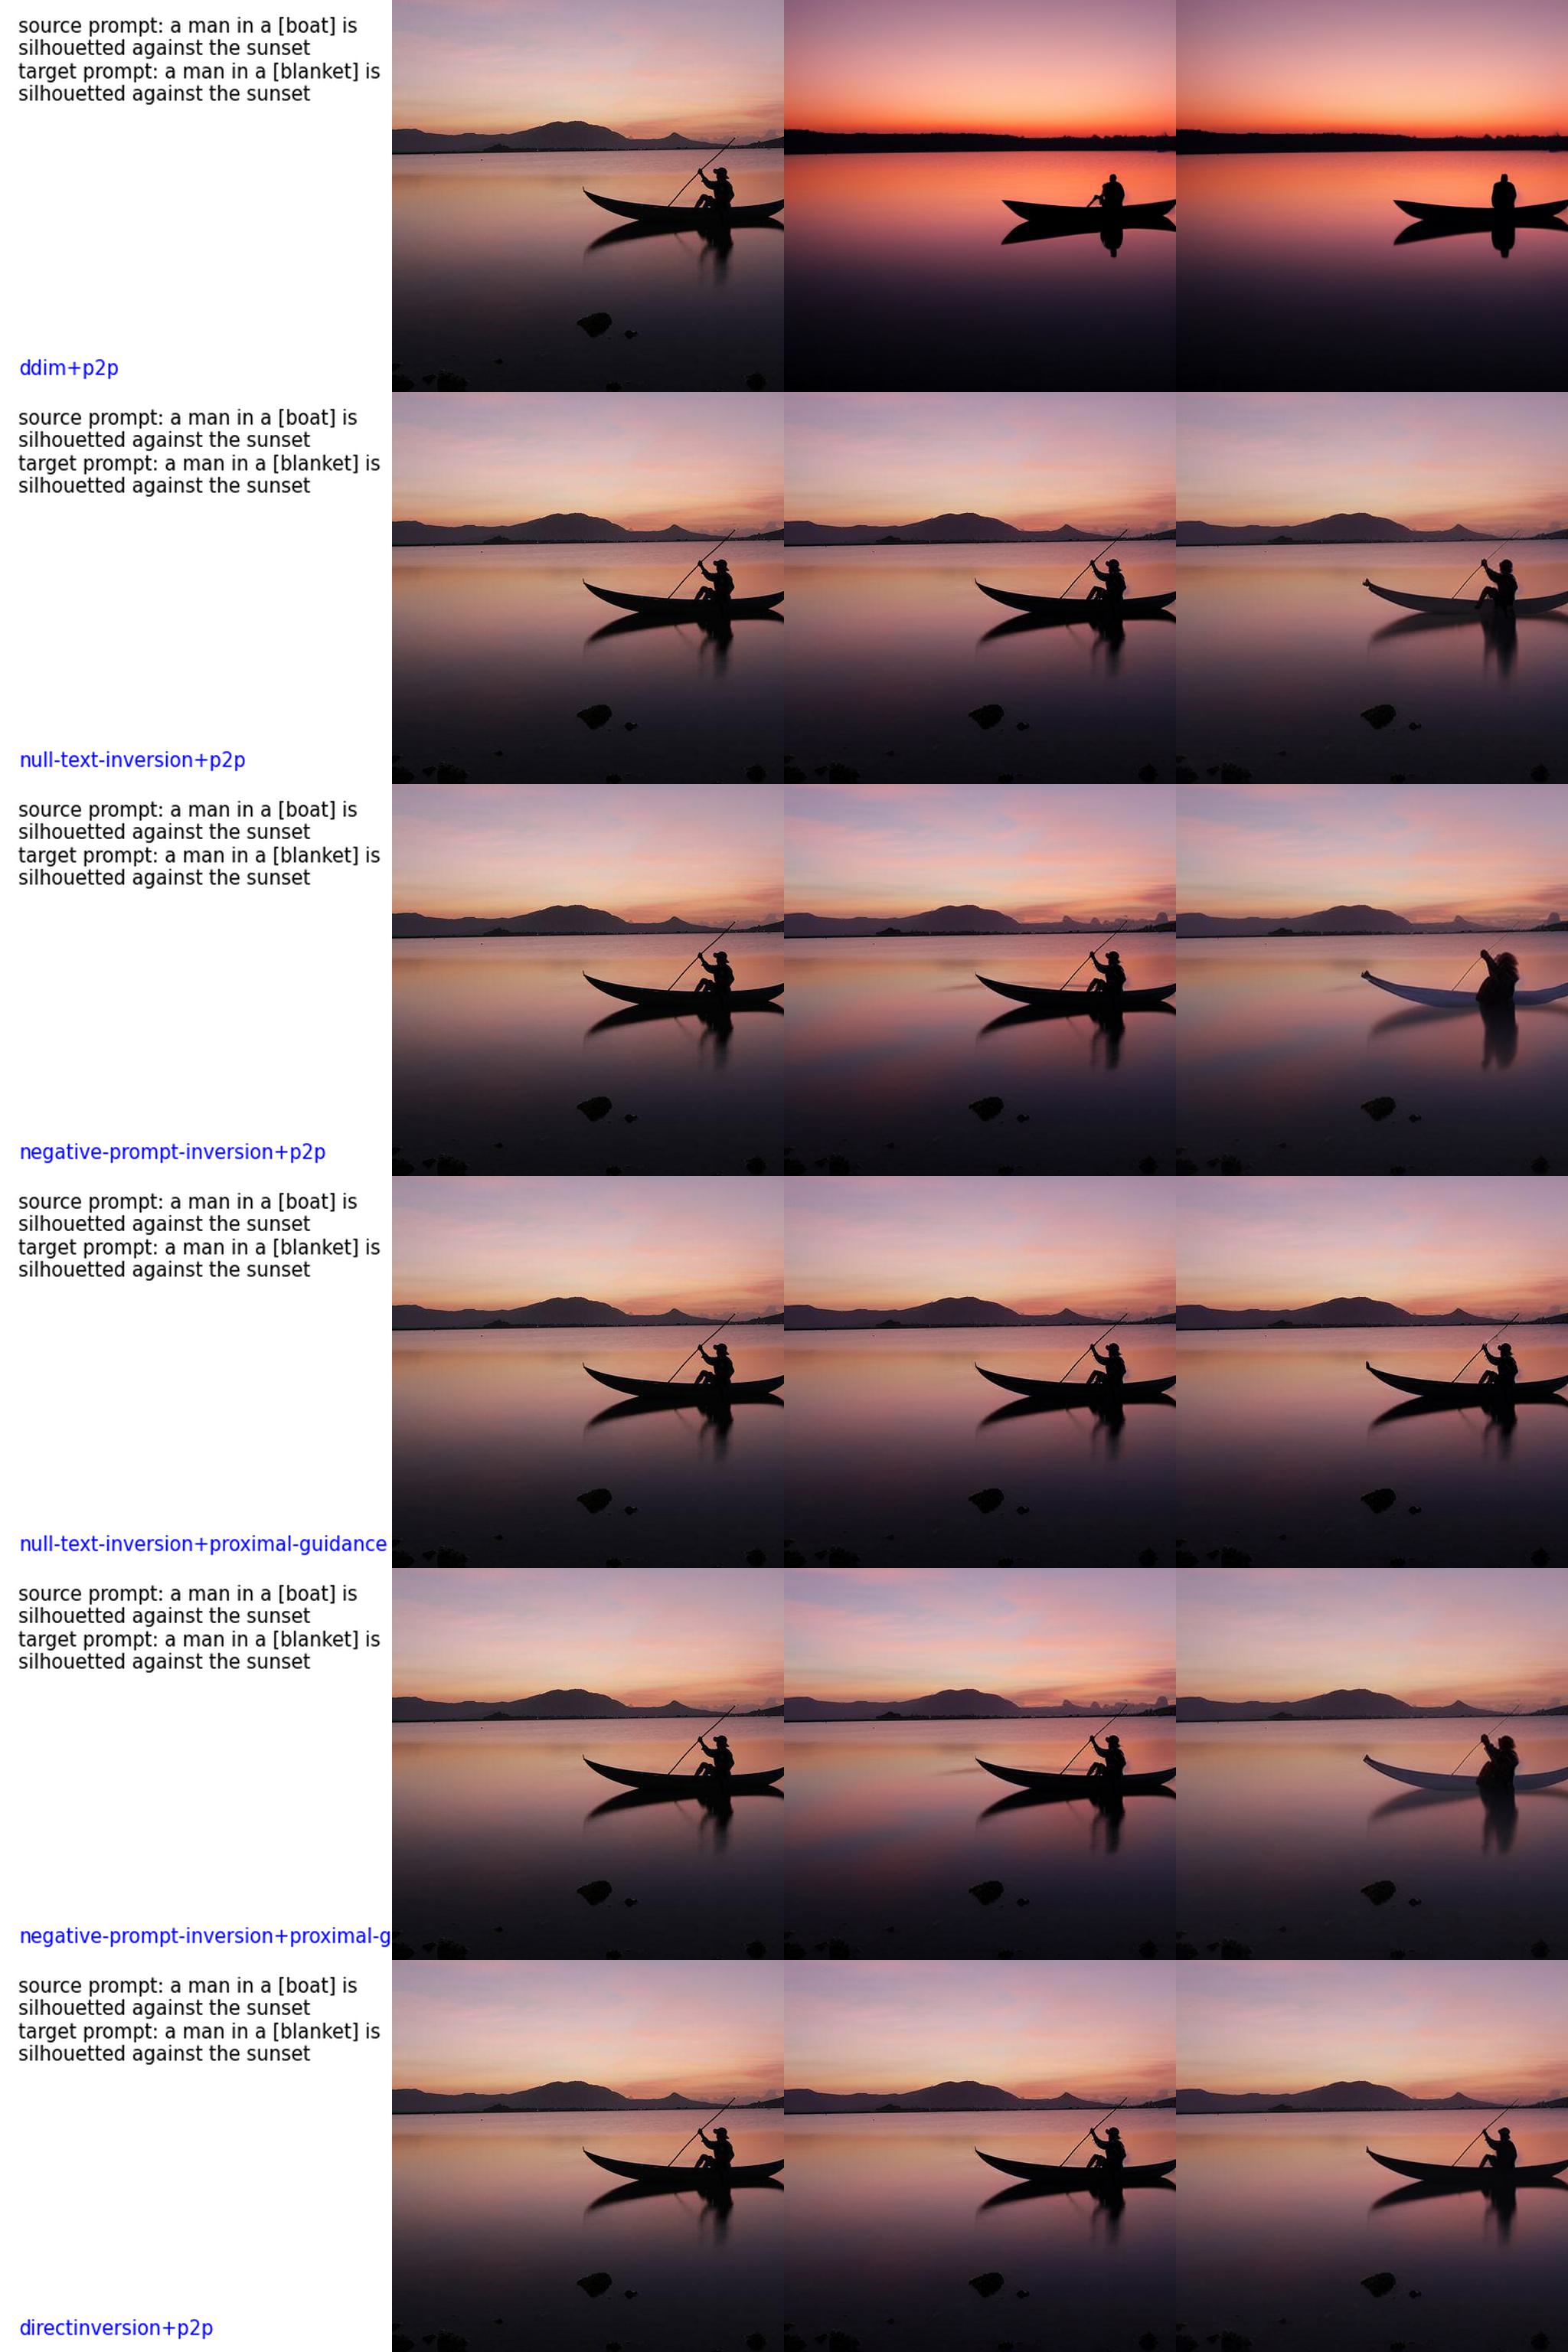 source prompt: a man in a [boat] is
silhouetted against the sunset
target prompt: a man in a [blanket] is
silhouetted against the sunset
ddim+p2p
source prompt: a man in a [boat] is
silhouetted against the sunset
target prompt: a man in a [blanket] is
silhouetted against the sunset
null-text-inversion+p2p
source prompt: a man in a [boat] is
silhouetted against the sunset
target prompt: a man in a [blanket] is
silhouetted against the sunset
negative-prompt-inversion+p2p
source prompt: a man in a [boat] is
silhouetted against the sunset
target prompt: a man in a [blanket] is
silhouetted against the sunset
null-text-inversion+proximal-guidance
source prompt: a man in a [boat] is
silhouetted against the sunset
target prompt: a man in a [blanket] is
silhouetted against the sunset
negative-prompt-inversion+proximal-g
source prompt: a man in a [boat] is
silhouetted against the sunset
target prompt: a man in a [blanket] is
silhouetted against the sunset
directinversion+p2p